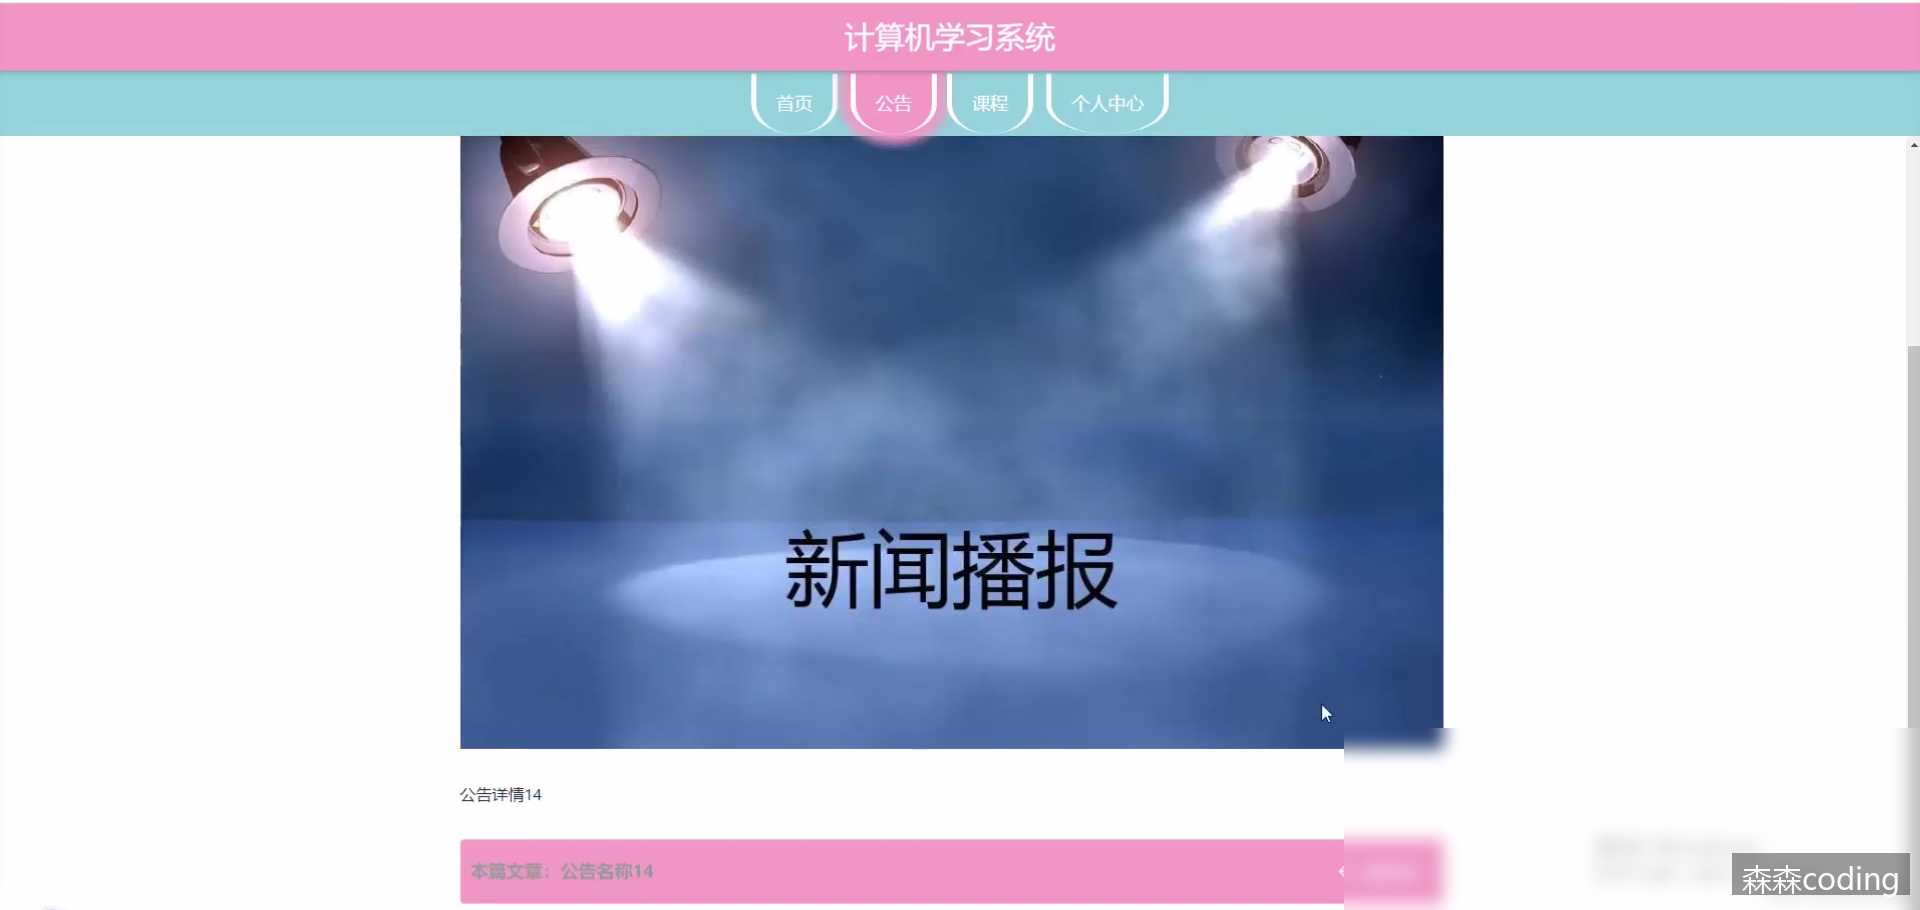 计算机学习系统
首页 公告 课程 个人中心
新闻播报
公告详情14
本篇文章：公告名称14
森森coding